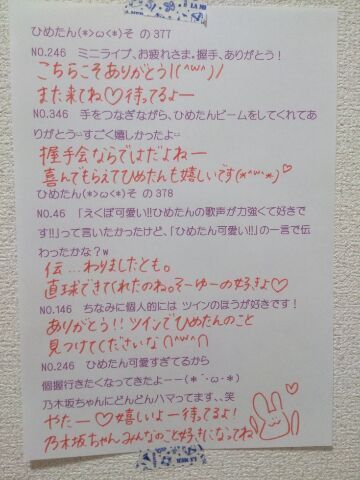 ひめたん(*>ω<*)そ の377
NO.246 ミニライブ、お疲れさま。握手、ありがとう！
こちらこそありがとう!(^w^)/
また来てね♡待ってるよー
NO.346 手をつなぎながら、ひめたんビームをしてくれてあ
りがとう⌣すごく嬉しかったよ⌣
握手会ならではだよねー
喜んでもらえてひめたんも嬉しいです(*^w^*)♡
ひめたん(*>ω<*)そ の378
NO.46 「えくぼ可愛い!!ひめたんの歌声が力強くて好きで
す!!」って言いたかったけど、「ひめたん可愛い!!」の一言で伝
わったかな？w
伝...わりましたとも。
直球できてくれたのね。そーゆーの好きよ♡
NO.146 ちなみに個人的には ツインのほうが好きです！
ありがとう!!ツインでひめたんのこと
見つけてくださいな∩^w^∩
NO.246 ひめたん可愛すぎてるから
個握行きたくなってきたよーー(*´･ω･*)
乃木坂ちゃんにどんどんハマってます、、笑
やたー♡嬉しいよー待ってるよ!
乃木坂ちゃんみんなのこと好きになってね♡